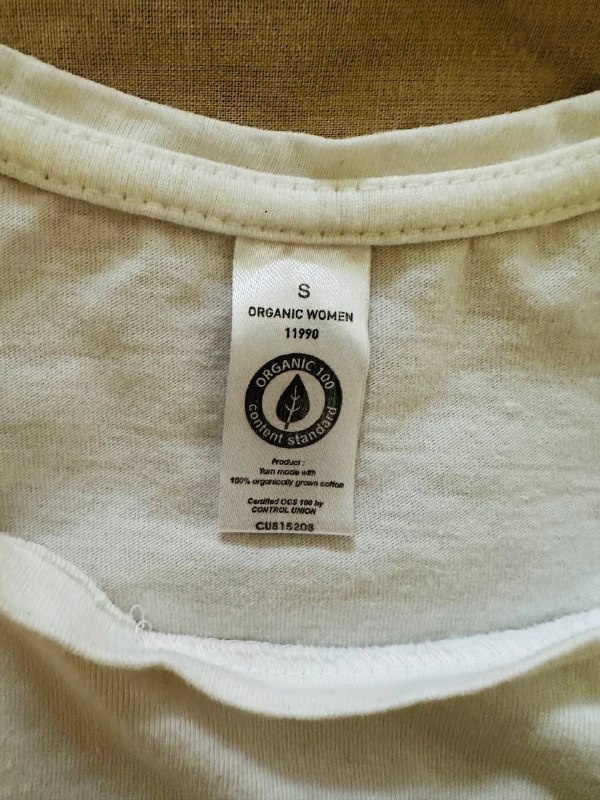 S
ORGANIC WOMEN
11990
ORGANIC 100
content standard
Product :
Yarn made with
100% organically grown cotton
Certified OCS 100 by
CONTROL UNION
CU815208